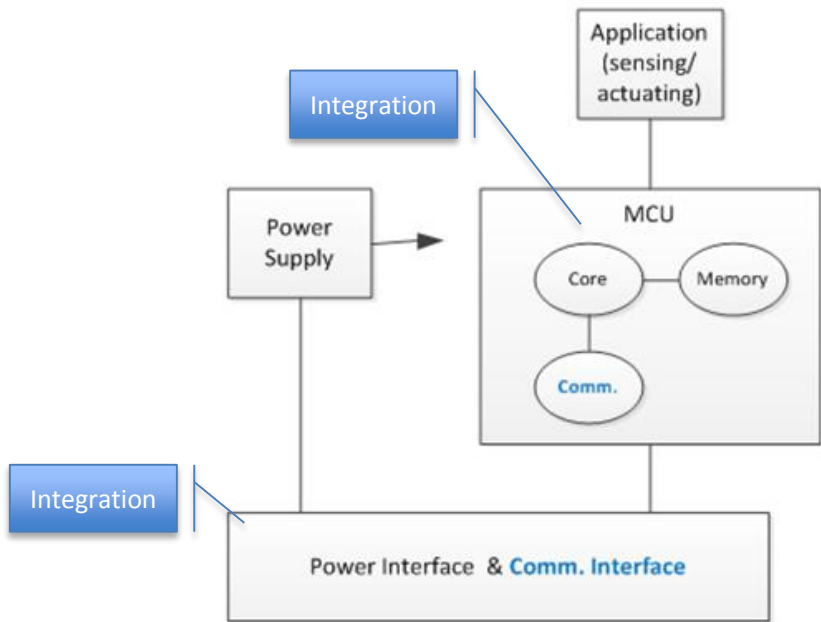 Application
(sensing/
actuating)
Integration
MCU
Power
Supply
Core
Memory
Comm.
Integration
Power Interface & Comm. Interface